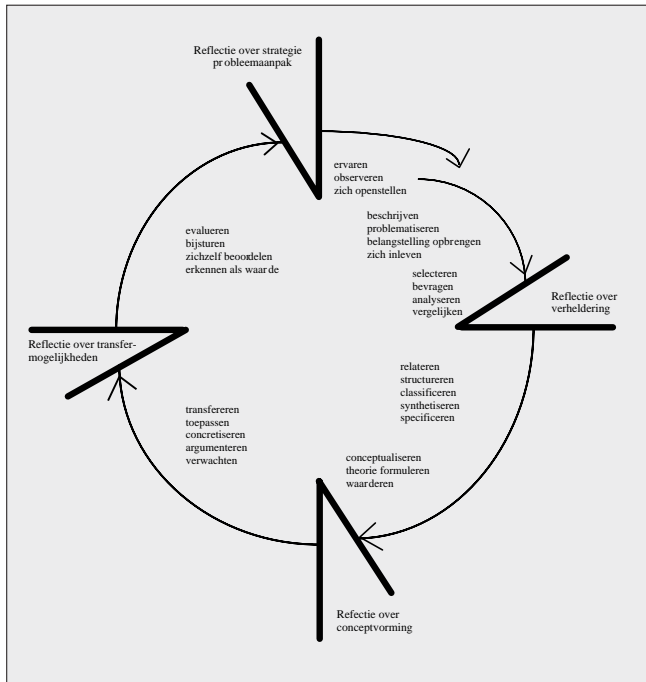 Reflectie over strategie
probleemaanpak
ervaren
observeren
zich openstellen
beschrijven
problematiseren
belangstelling opbrengen
zich inleven
selecteren
bevragen
analyseren
vergelijken
Reflectie over
verheldering
relateren
structureren
classificeren
synthetiseren
specificeren
conceptualiseren
theorie formuleren
waarderen
Refectie over
conceptvorming
transfereren
toepassen
concretiseren
argumenteren
verwachten
Reflectie over transfer-
mogelijkheden
evalueren
bijsturen
zichzelf beoordelen
erkennen als waarde